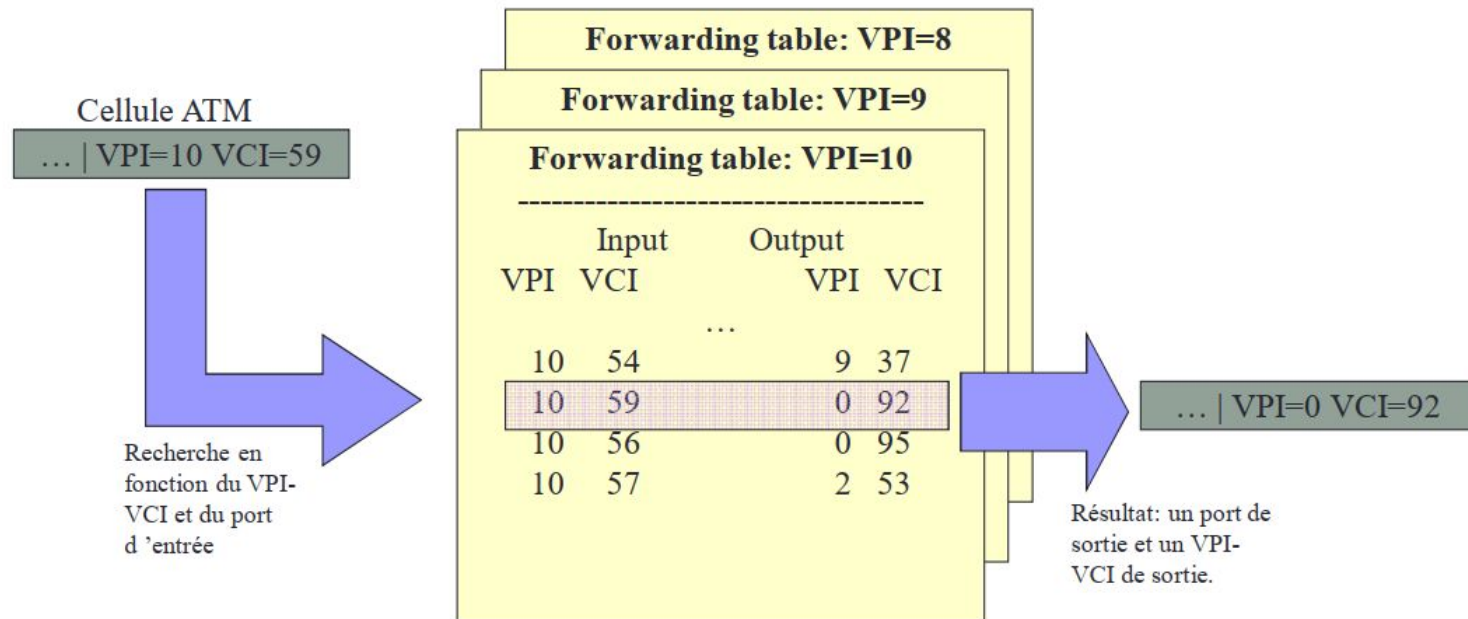 Forwarding table: VPI=8
Forwarding table: VPI=9
Cellule ATM
… | VPI=10 VCI=59
Forwarding table: VPI=10
-------------------------------------
Input Output
VPI VCI VPI VCI
…
10 54 9 37
10 59 0 92
10 56 0 95
10 57 2 53
… | VPI=0 VCI=92
Recherche en
fonction du VPI-
VCI et du port
d ’entrée
Résultat: un port de
sortie et un VPI-
VCI de sortie.